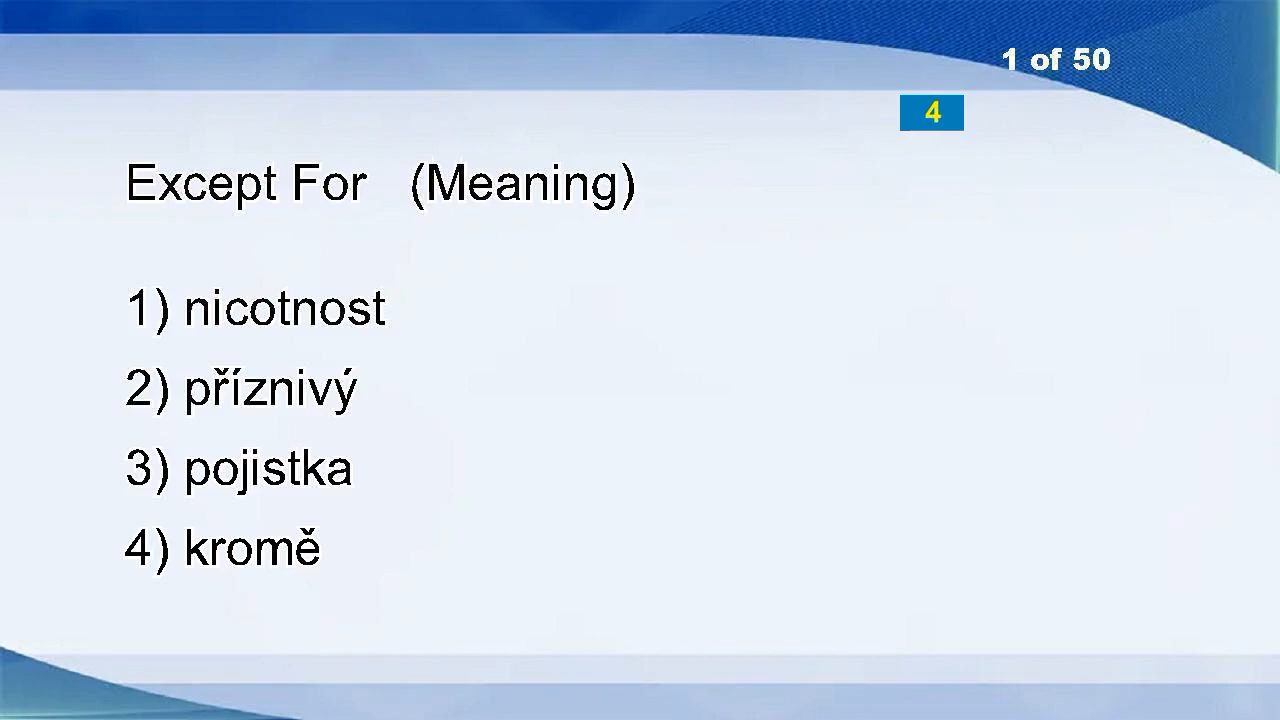 1 of 50
4
Except For (Meaning)
1) nicotnost
2) příznivý
3) pojistka
4) kromě